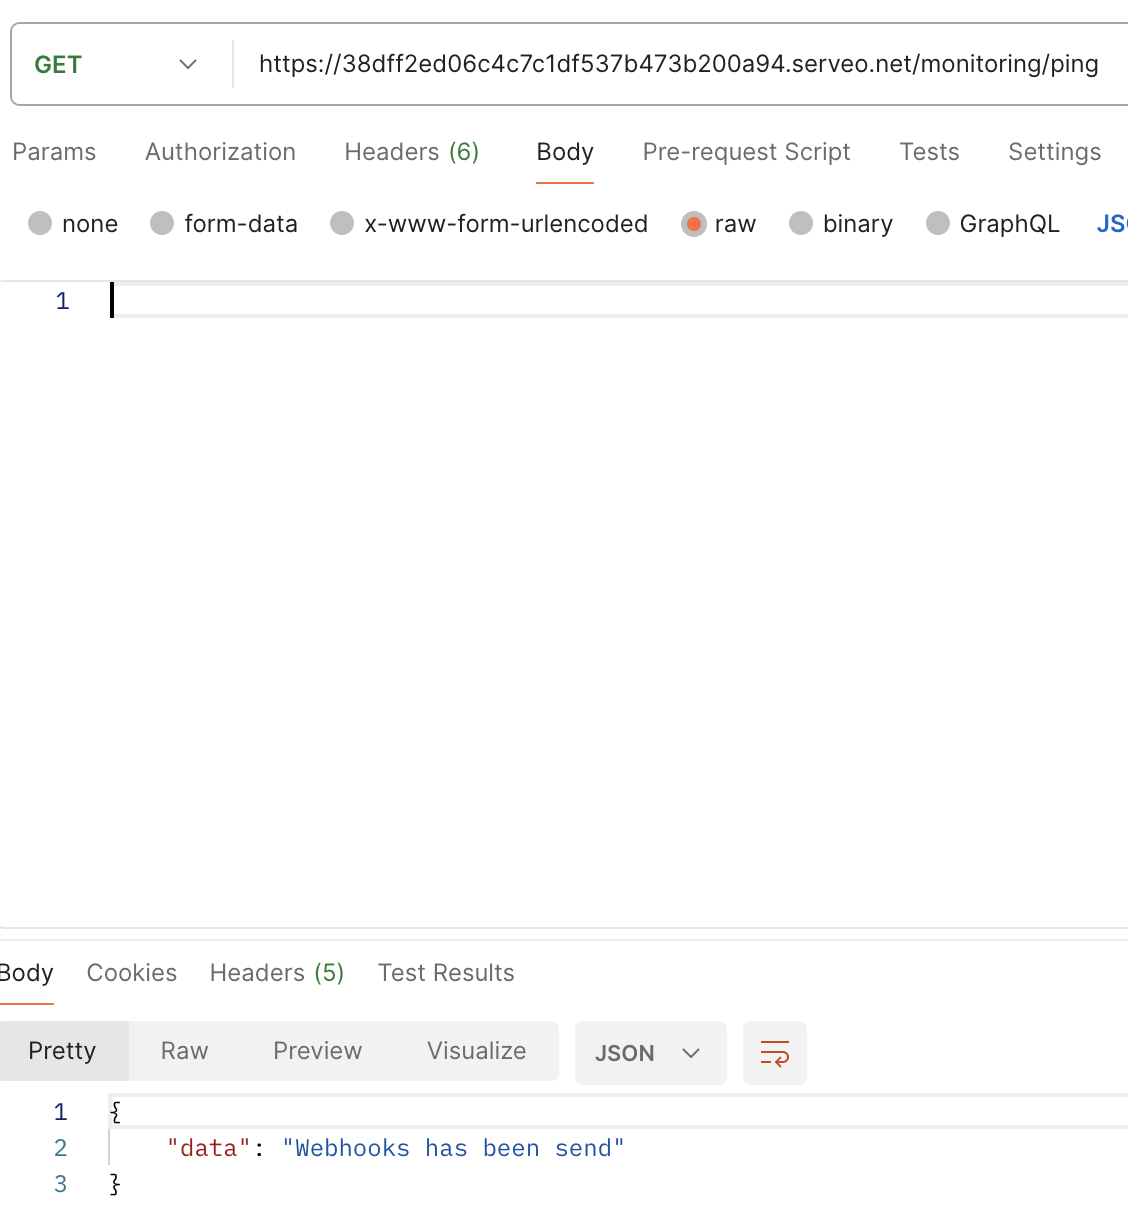 GET https://38dff2ed06c4c7c1df537b473b200a94.serveo.net/monitoring/ping
Params Authorization Headers (6) Body Pre-request Script Tests Settings
none form-data x-www-form-urlencoded raw binary GraphQL JSO
1
Body Cookies Headers (5) Test Results
Pretty Raw Preview Visualize JSON
1 {
2 "data": "Webhooks has been send"
3 }